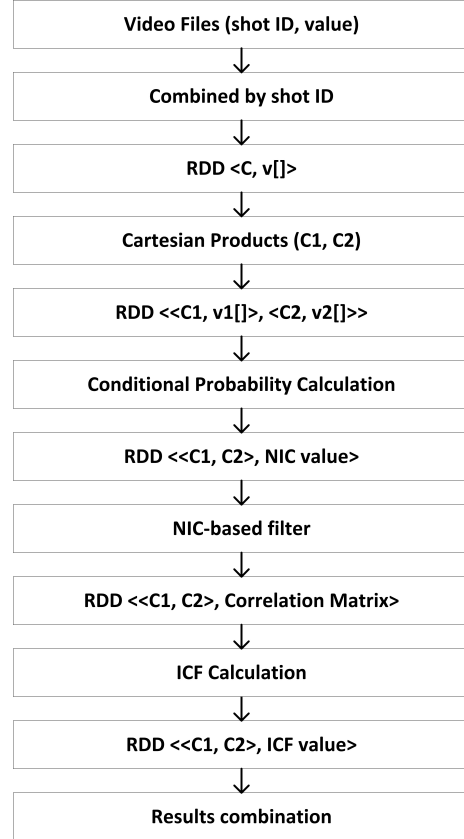 Video Files (shot ID, value)
Combined by shot ID
RDD <C, v[]>
Cartesian Products (C1, C2)
RDD <<C1, v1[]>, <C2, v2[]>>
Conditional Probability Calculation
RDD <<C1, C2>, NIC value>
NIC-based filter
RDD <<C1, C2>, Correlation Matrix>
ICF Calculation
RDD <<C1, C2>, ICF value>
Results combination